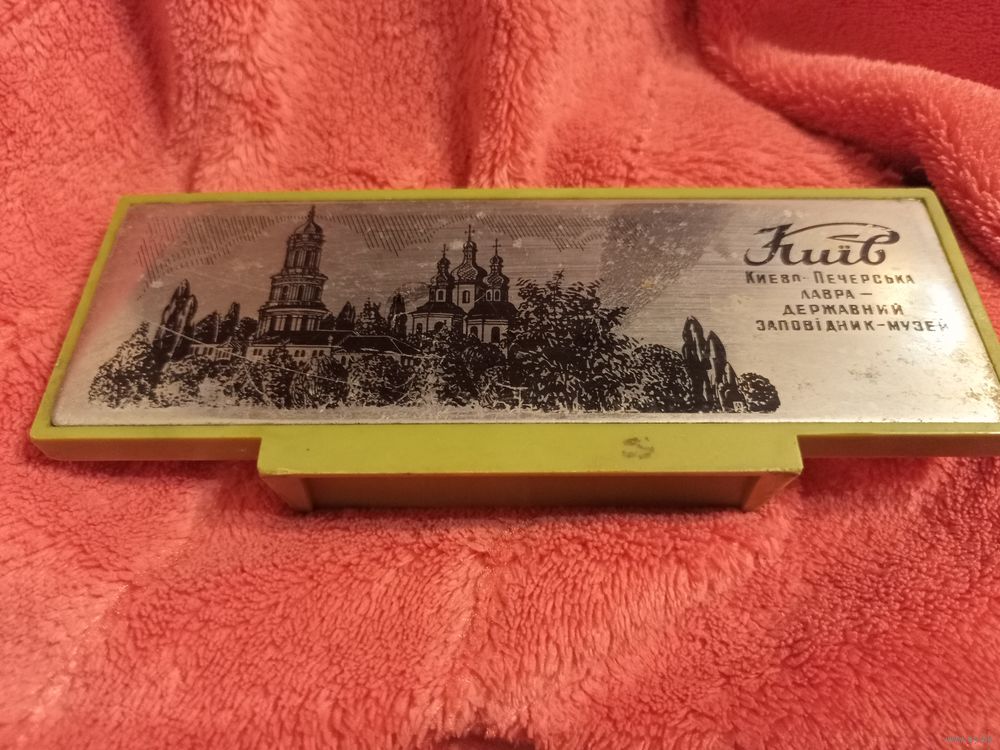 Київ
Києво-Печерська
лавра —
державний
заповідник-музей